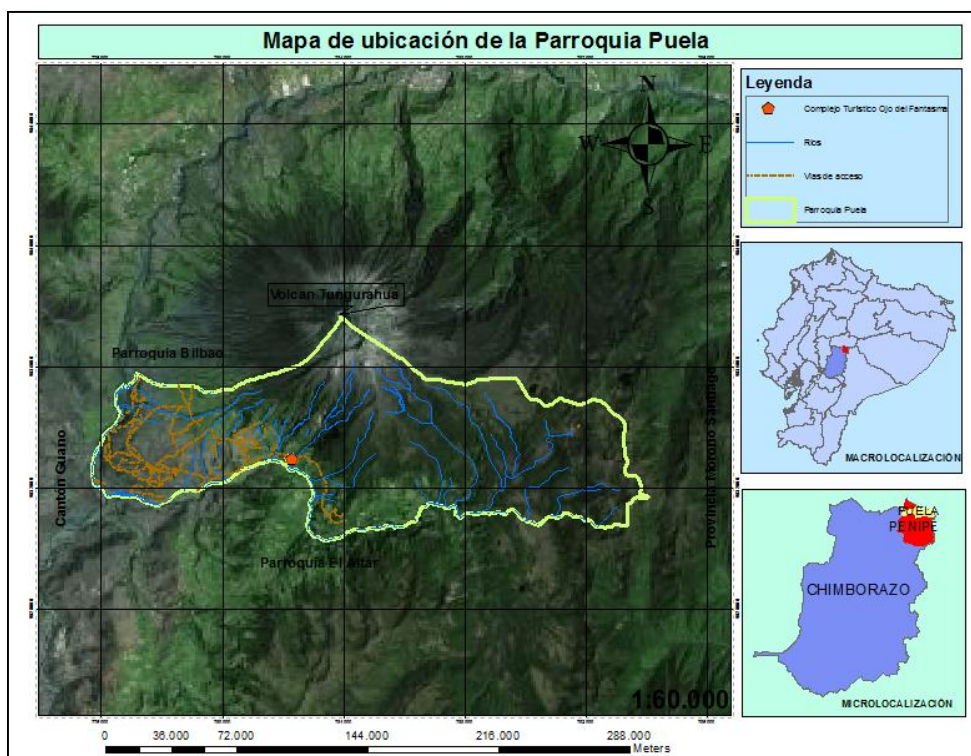 Mapa de ubicación de la Parroquia Puela
N
W
E
S
Volcan Tungurahua
Parroquia Bilbao
Cantón Guano
Provincia Morono Santiago
Parroquia El Altar
1:60.000
0 36.000 72.000 144.000 216.000 288.000
Meters
Leyenda
Complejo Turístico Ojo del Fantasma
Ríos
Vías de acceso
Parroquia Puela
MACROLOCALIZACIÓN
PUELA
PENIPE
CHIMBORAZO
MICROLOCALIZACIÓN